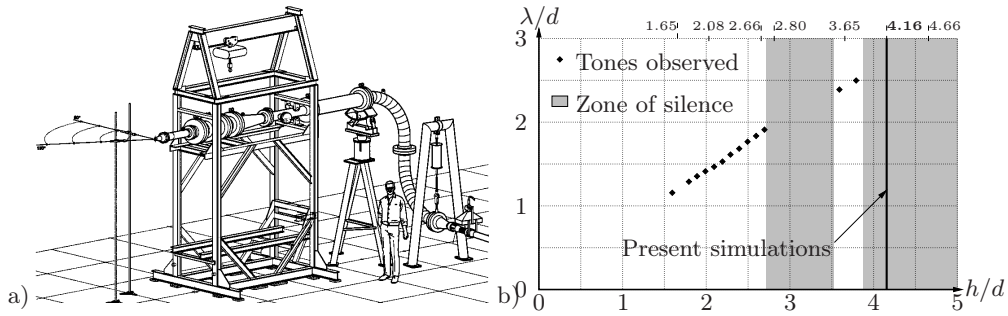 a)
b)
λ/d
1.65 2.08 2.66 2.80 3.65 4.16 4.66
3
Tones observed
Zone of silence
2
1
Present simulations
0
0 1 2 3 4 5
h/d